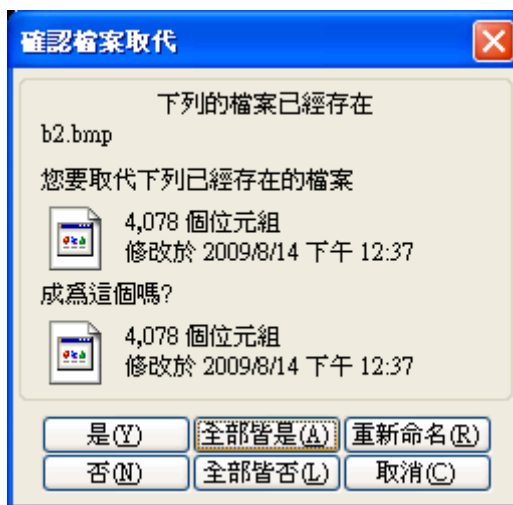 確認檔案取代
下列的檔案已經存在
b2.bmp
您要取代下列已經存在的檔案
4,078 個位元組
修改於 2009/8/14 下午 12:37
成為這個嗎?
4,078 個位元組
修改於 2009/8/14 下午 12:37
是(Y) 全部皆是(A) 重新命名(R)
否(N) 全部皆否(L) 取消(C)